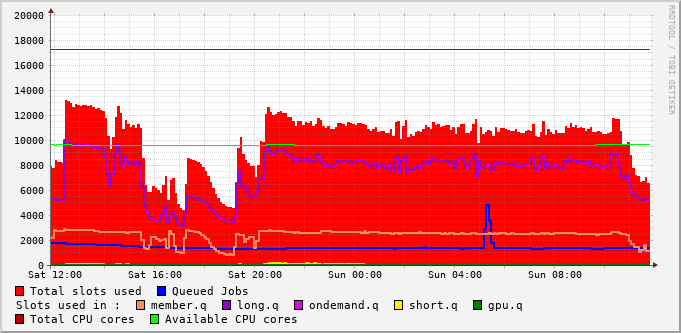 20000
18000
16000
14000
12000
10000
8000
6000
4000
2000
0
Sat 12:00 Sat 16:00 Sat 20:00 Sun 00:00 Sun 04:00 Sun 08:00
RRDTOOL / TOBI OETIKER
Total slots used Queued Jobs
Slots used in : member.q long.q ondemand.q short.q gpu.q
Total CPU cores Available CPU cores